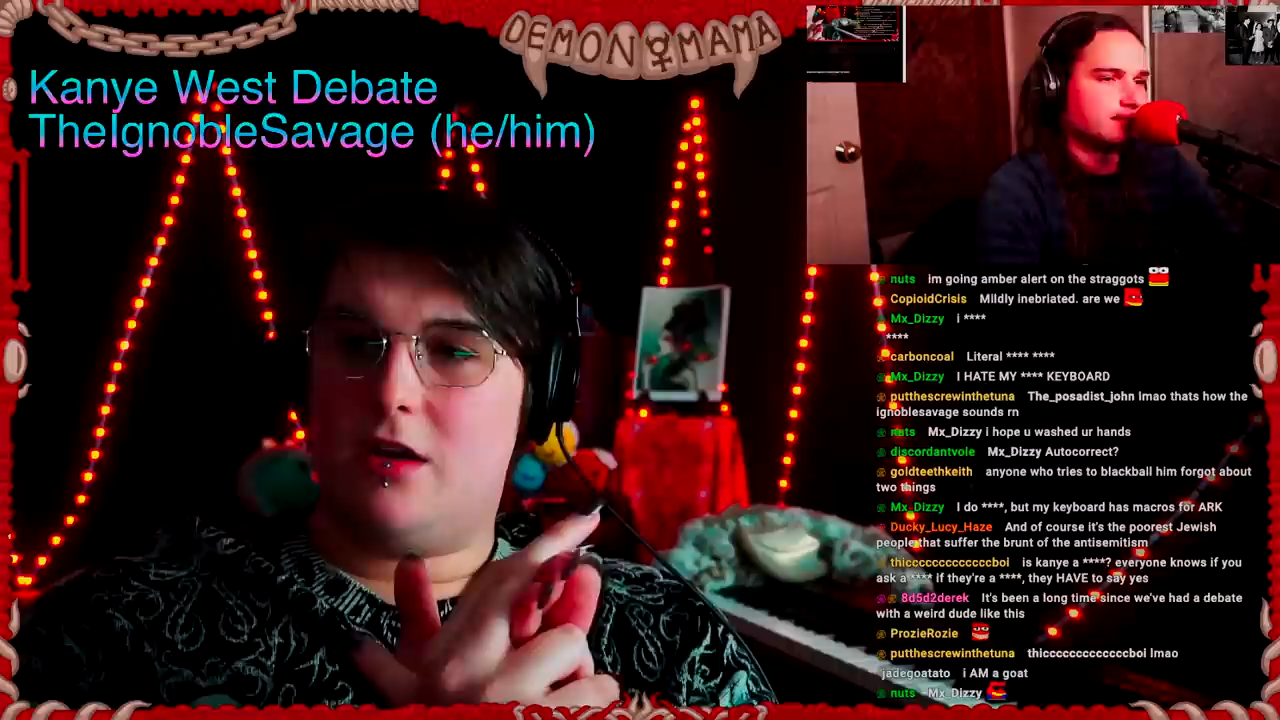 DEMON MAMA
Kanye West Debate
TheIgnobleSavage (he/him)
nuts im going amber alert on the straggots
CopioidCrisis Mildly inebriated. are we
Mx_Dizzy i ****
****
carboncoal Literal **** ****
Mx_Dizzy I HATE MY **** KEYBOARD
putthescrewinthetuna The_posadist_john lmao thats how the
ignoblesavage sounds rn
nuts Mx_Dizzy i hope u washed ur hands
discordantvole Mx_Dizzy Autocorrect?
goldteethkeith anyone who tries to blackball him forgot about
two things
Mx_Dizzy I do ****, but my keyboard has macros for ARK
Ducky_Lucy_Haze And of course it's the poorest Jewish
people that suffer the brunt of the antisemitism
thiccccccccccccboi is kanye a ****? everyone knows if you
ask a **** if they're a ****, they HAVE to say yes
8d5d2derek It's been a long time since we've had a debate
with a weird dude like this
ProzieRozie
putthescrewinthetuna thiccccccccccccboi lmao
jadegoatato i AM a goat
nuts Mx_Dizzy